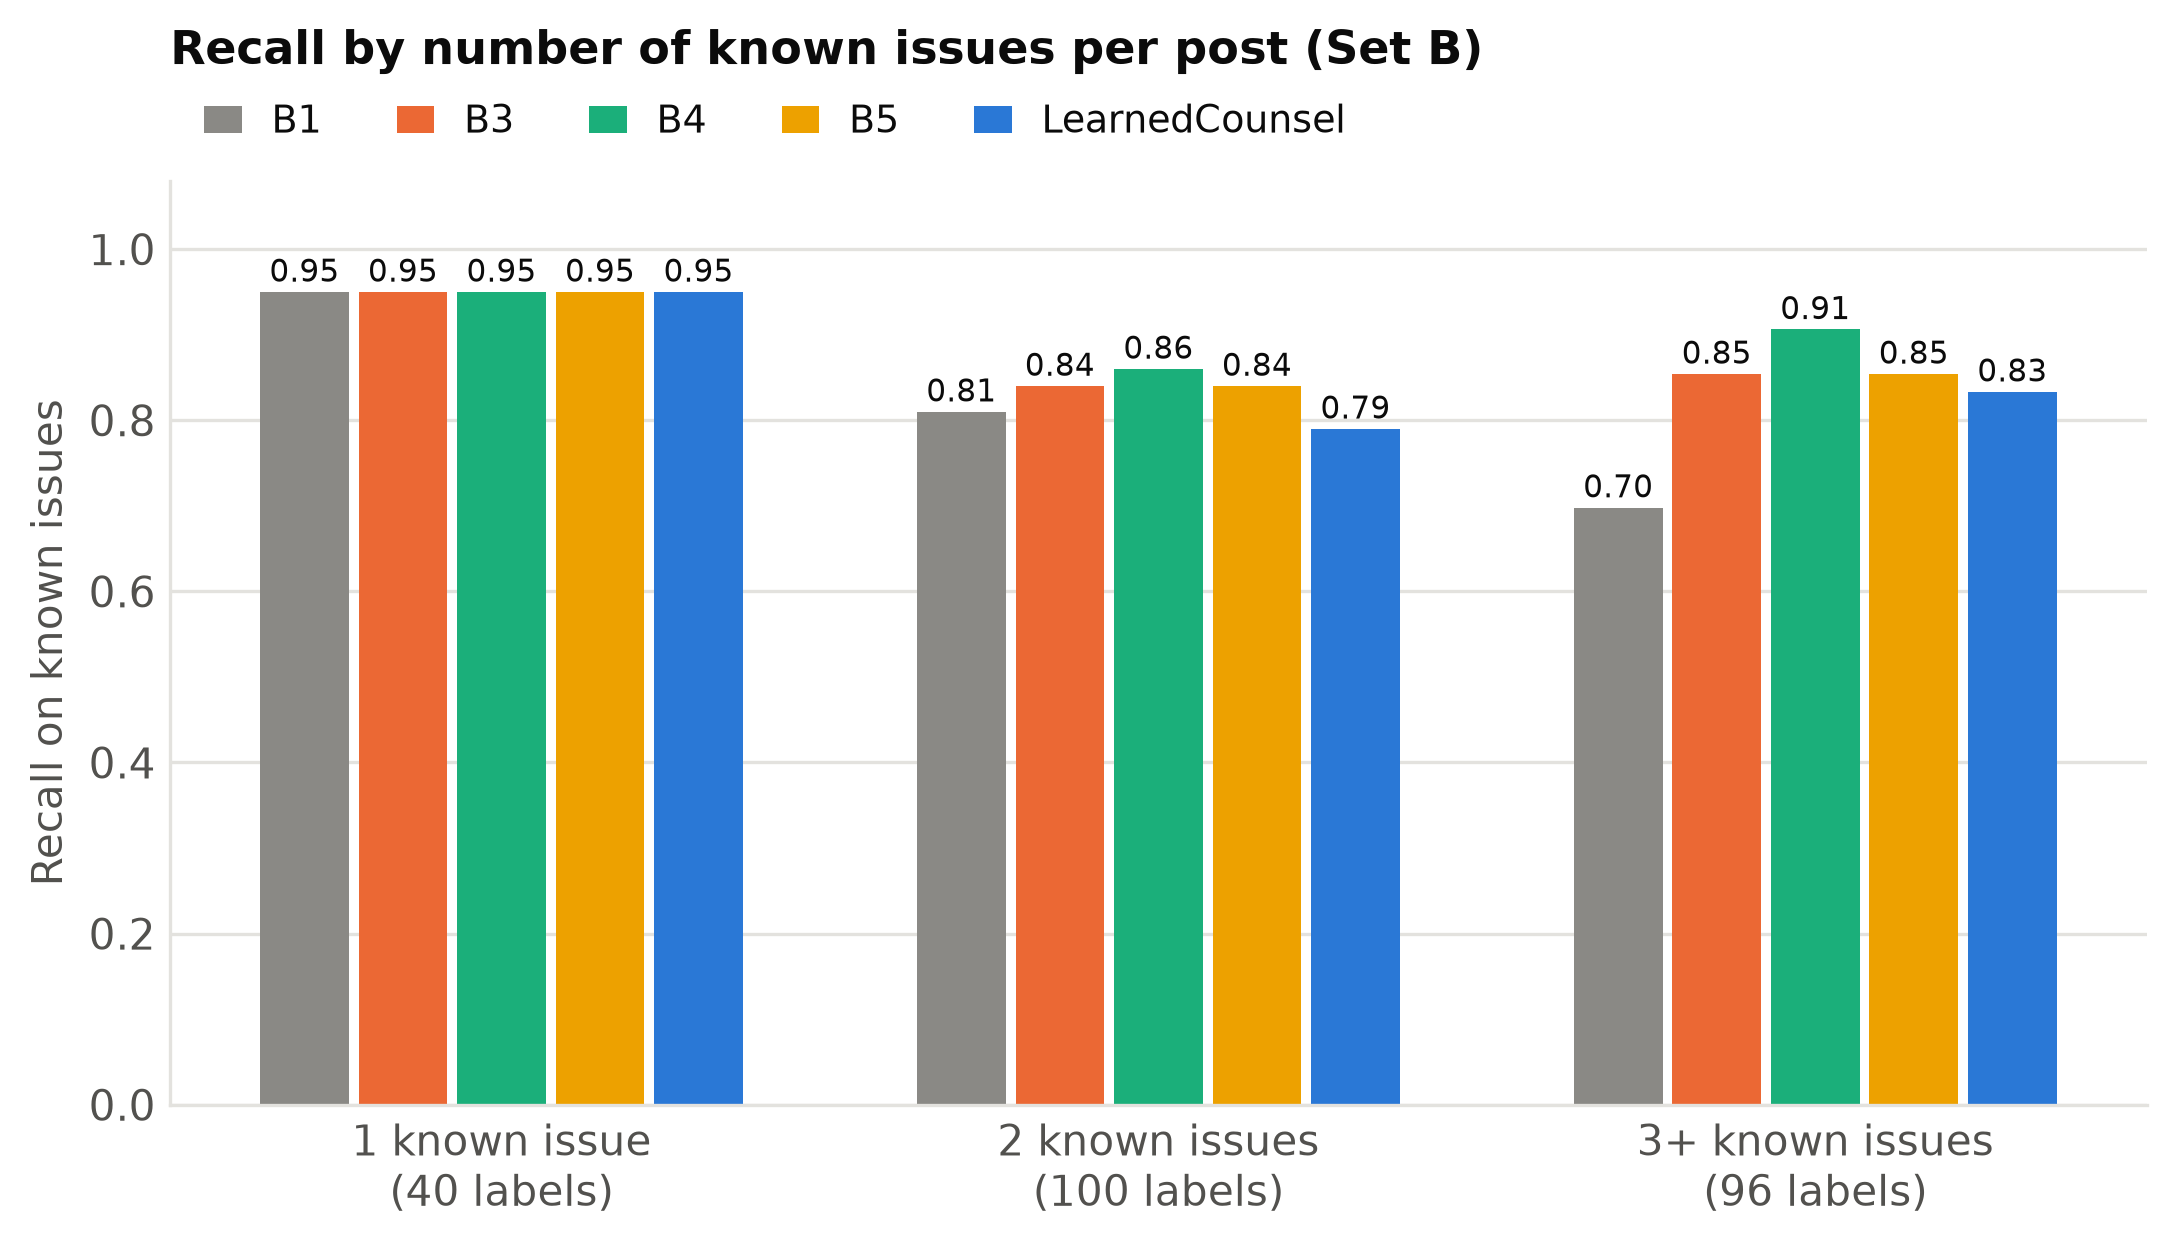 Recall by number of known issues per post (Set B)
B1 B3 B4 B5 LearnedCounsel
Recall on known issues
1.0
0.8
0.6
0.4
0.2
0.0
0.95 0.95 0.95 0.95 0.95
0.81 0.84 0.86 0.84 0.79
0.70 0.85 0.91 0.85 0.83
1 known issue
(40 labels)
2 known issues
(100 labels)
3+ known issues
(96 labels)